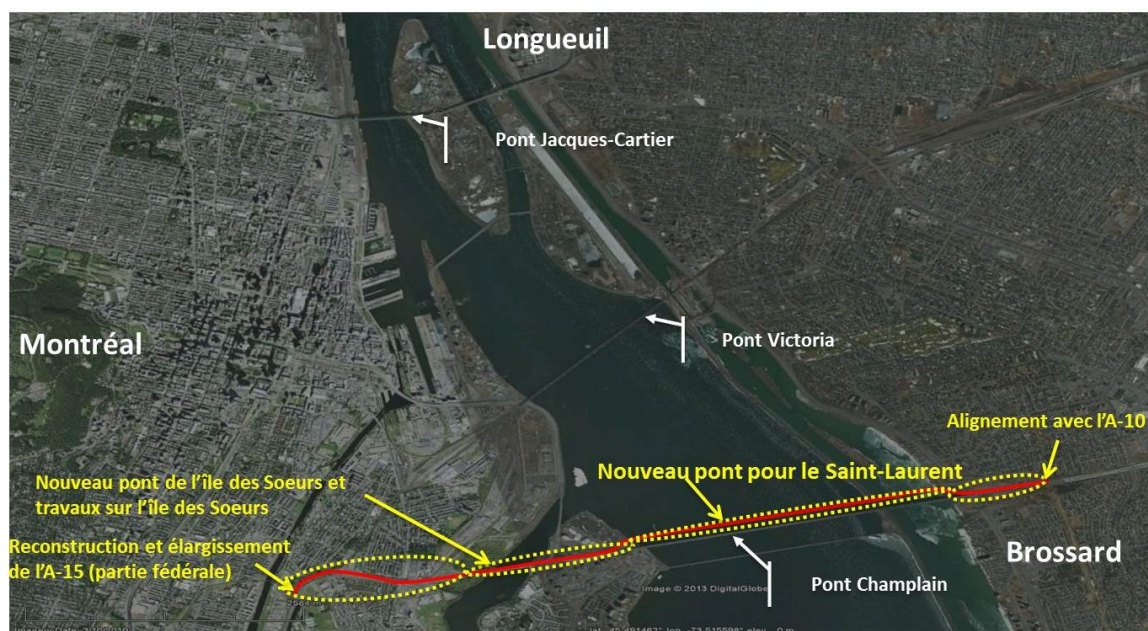 Longueuil
Pont Jacques-Cartier
Montréal
Pont Victoria
Alignement avec l'A-10
Nouveau pont pour le Saint-Laurent
Nouveau pont de l'île des Soeurs et
travaux sur l'île des Soeurs
Reconstruction et élargissement
de l'A-15 (partie fédérale)
Brossard
Pont Champlain
Image © 2013 DigitalGlobe